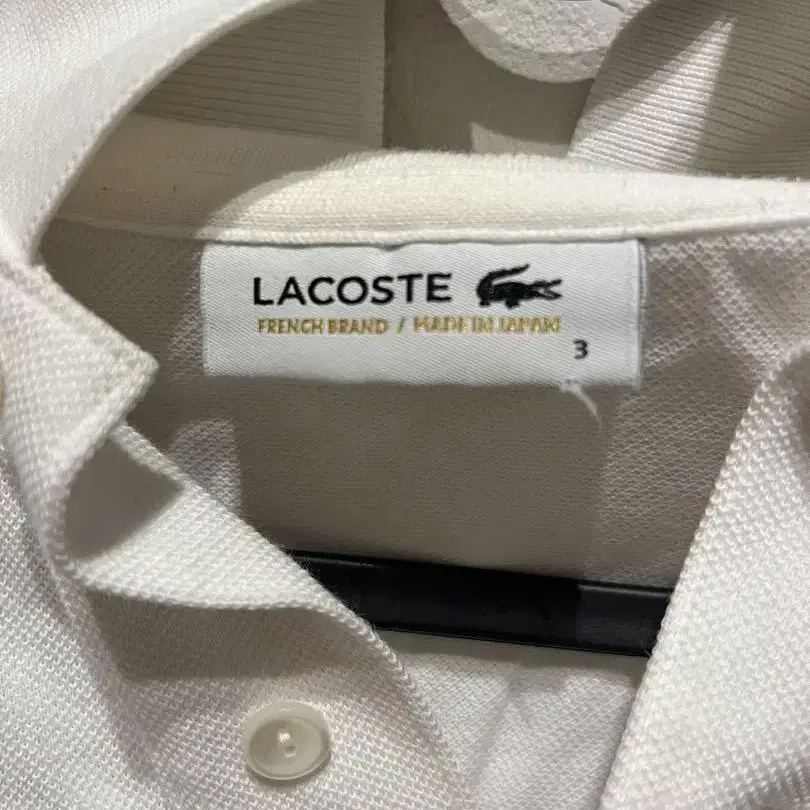 LACOSTE
FRENCH BRAND / MADE IN JAPAN
3